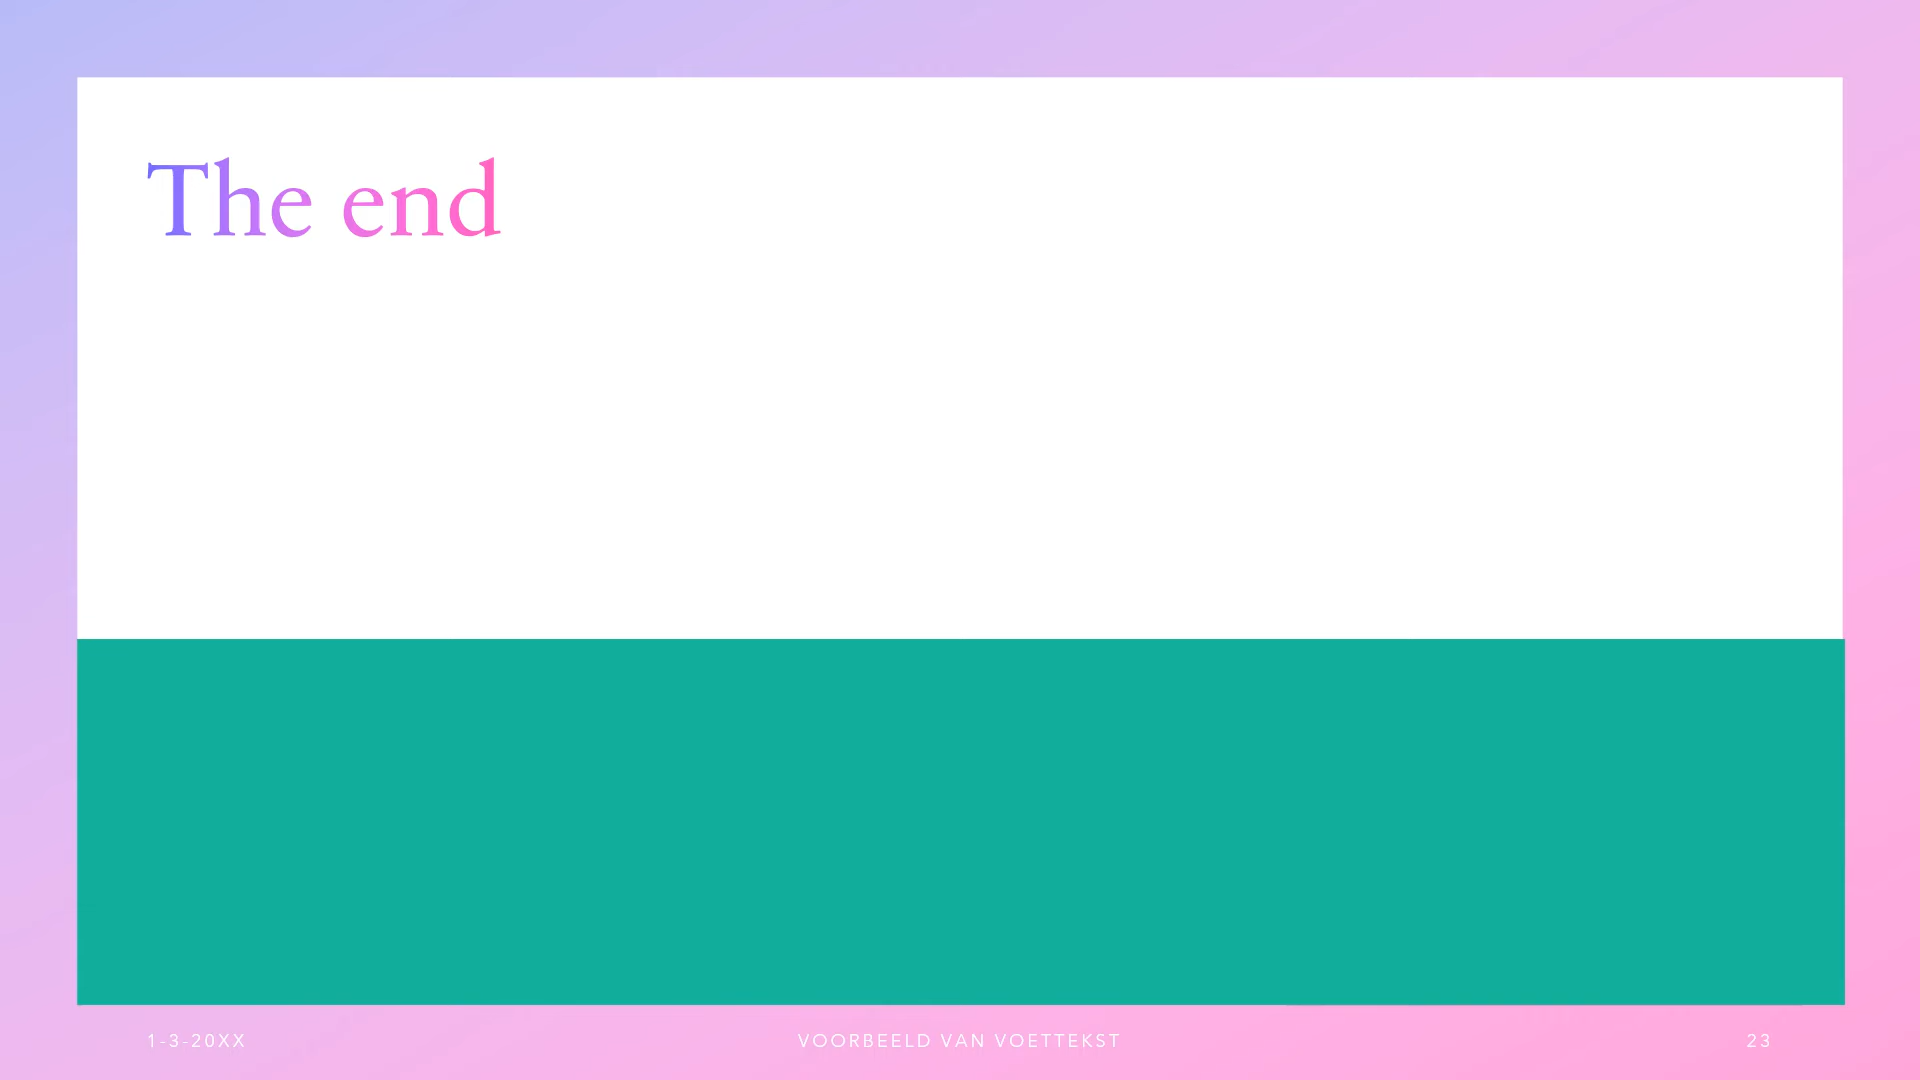 The end
1-3-20XX
VOORBEELD VAN VOETTEKST
23